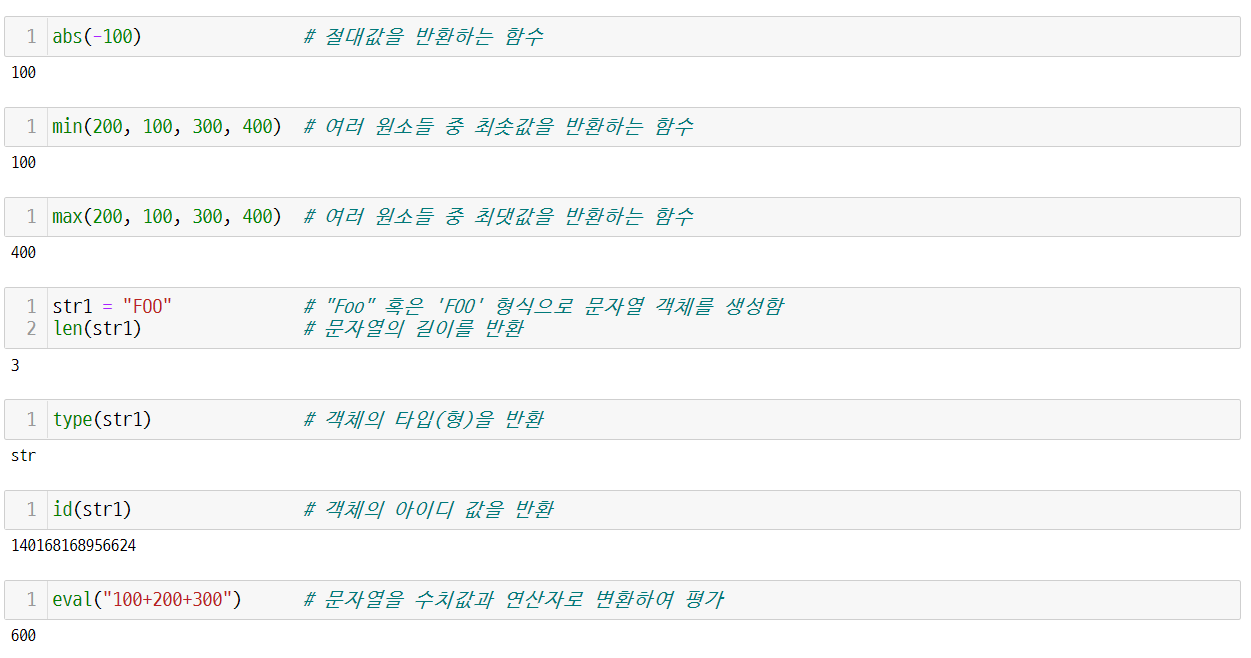 1 abs(-100) # 절대값을 반환하는 함수
100
1 min(200, 100, 300, 400) # 여러 원소들 중 최솟값을 반환하는 함수
100
1 max(200, 100, 300, 400) # 여러 원소들 중 최댓값을 반환하는 함수
400
1 str1 = "FOO" # "Foo" 혹은 'FOO' 형식으로 문자열 객체를 생성함
2 len(str1) # 문자열의 길이를 반환
3
1 type(str1) # 객체의 타입(형)을 반환
str
1 id(str1) # 객체의 아이디 값을 반환
140168168956624
1 eval("100+200+300") # 문자열을 수치값과 연산자로 변환하여 평가
600